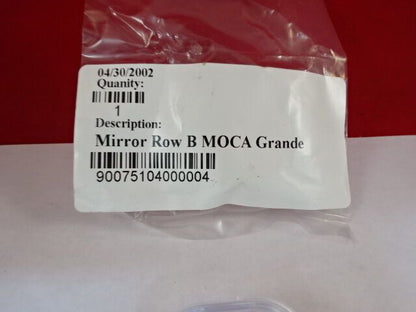 04/30/2002
Quanity:
1
Description:
Mirror Row B MOCA Grande
90075104000004